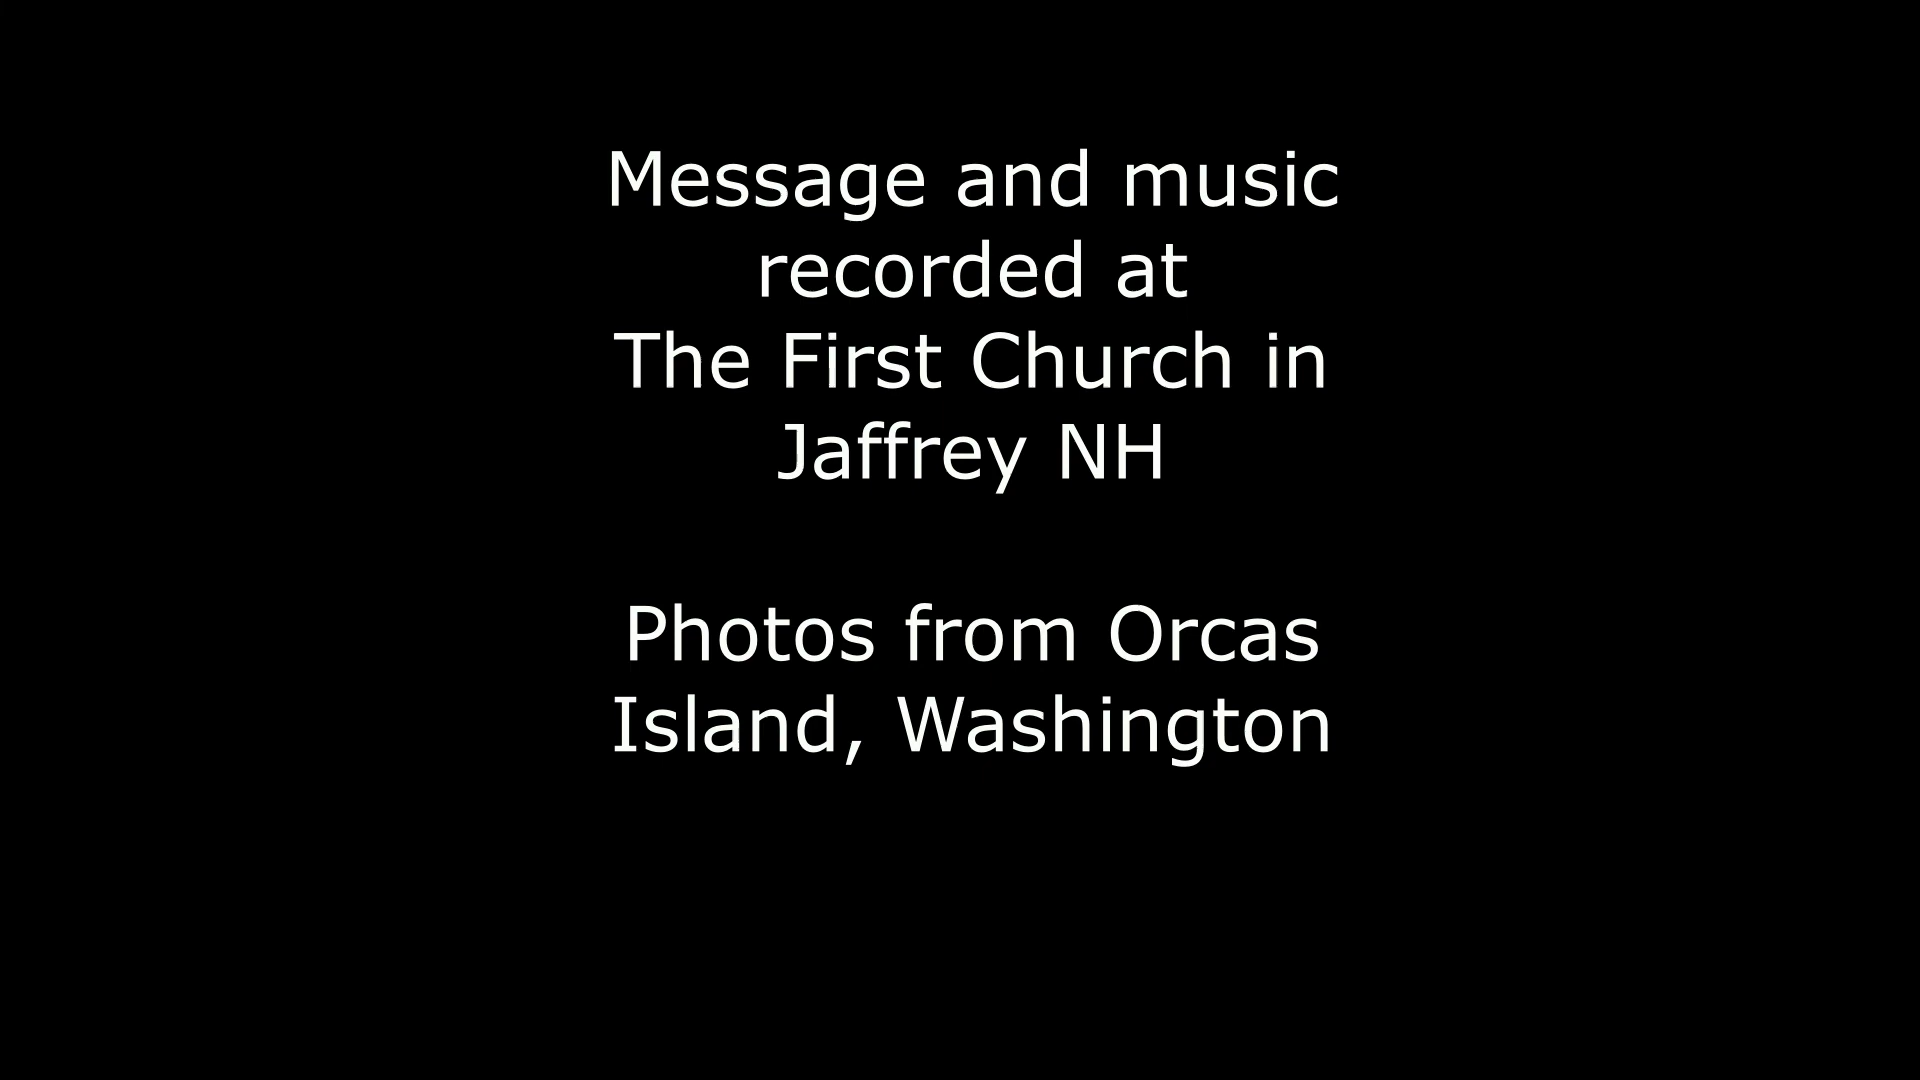 Message and music
recorded at
The First Church in
Jaffrey NH
Photos from Orcas
Island, Washington